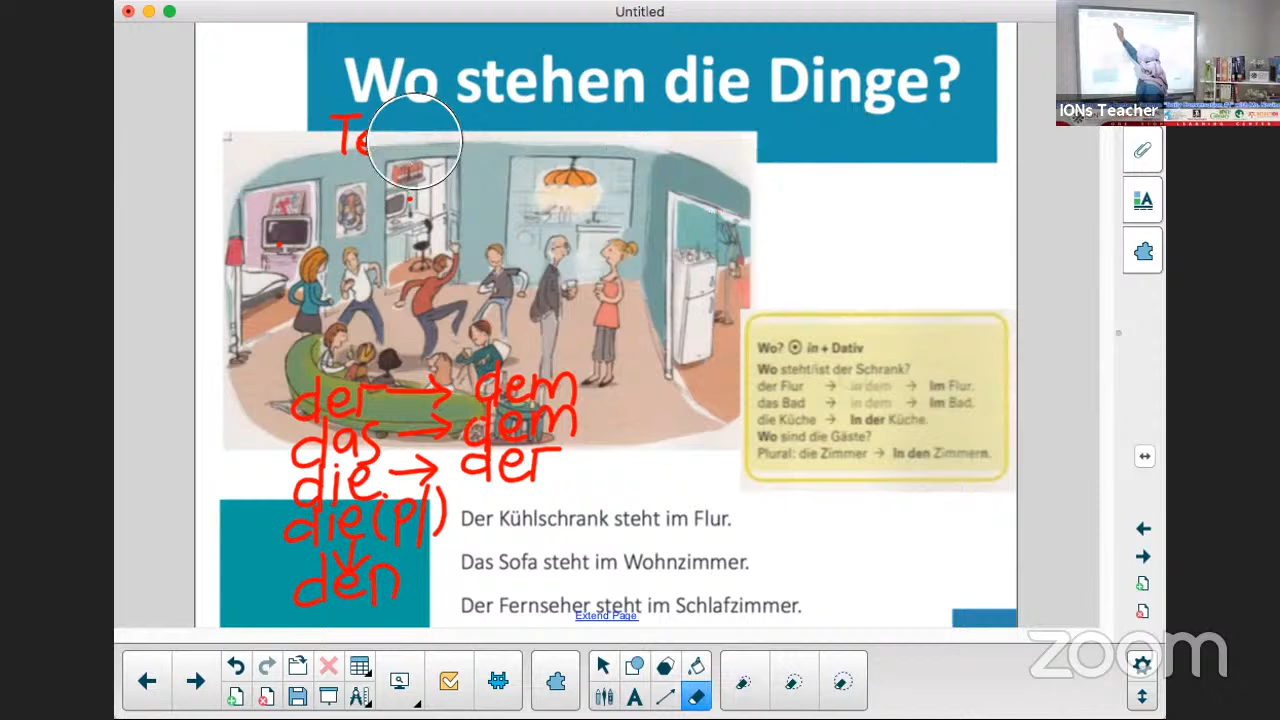 Untitled
IONs Teacher
Wo stehen die Dinge?
Te
Wo? in + Dativ
Wo steht/ist der Schrank?
der Flur → in dem → Im Flur.
das Bad → in dem → Im Bad.
die Küche → In der Küche.
Wo sind die Gäste?
Plural: die Zimmer → In den Zimmern.
der → dem
das → dem
die → der
die (Pl)
↓
den
Der Kühlschrank steht im Flur.
Das Sofa steht im Wohnzimmer.
Der Fernseher steht im Schlafzimmer.
Extend Page
zoom